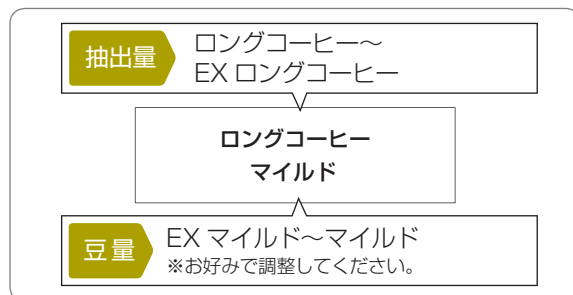 抽出量
ロングコーヒー〜
EX ロングコーヒー
ロングコーヒー
マイルド
豆量
EX マイルド〜マイルド
※お好みで調整してください。